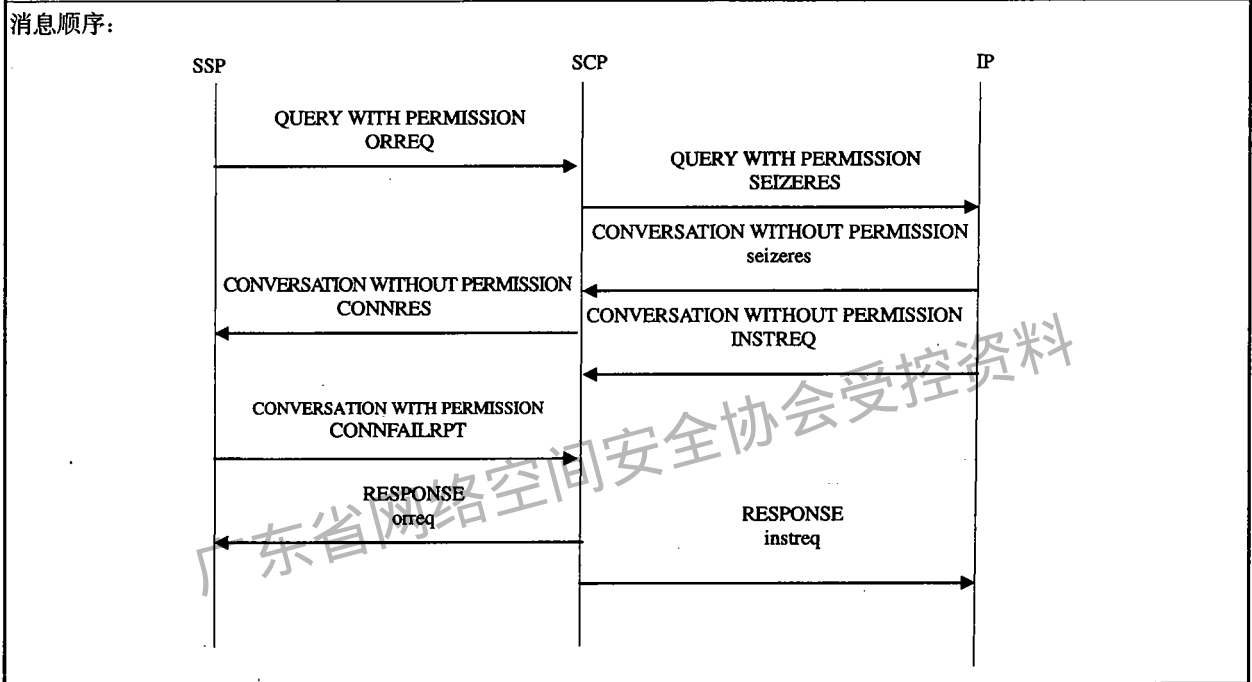 消息顺序：
SSP
SCP
IP
QUERY WITH PERMISSION
ORREQ
QUERY WITH PERMISSION
SEIZERES
CONVERSATION WITHOUT PERMISSION
seizeres
CONVERSATION WITHOUT PERMISSION
CONNRES
CONVERSATION WITHOUT PERMISSION
INSTREQ
CONVERSATION WITH PERMISSION
CONNFAILRPT
RESPONSE
orreq
RESPONSE
instreq
广东省网络空间安全协会受控资料